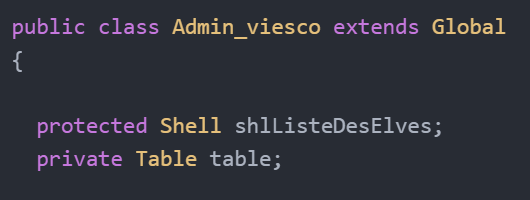 public class Admin_viesco extends Global
{
protected Shell shlListeDesElves;
private Table table;